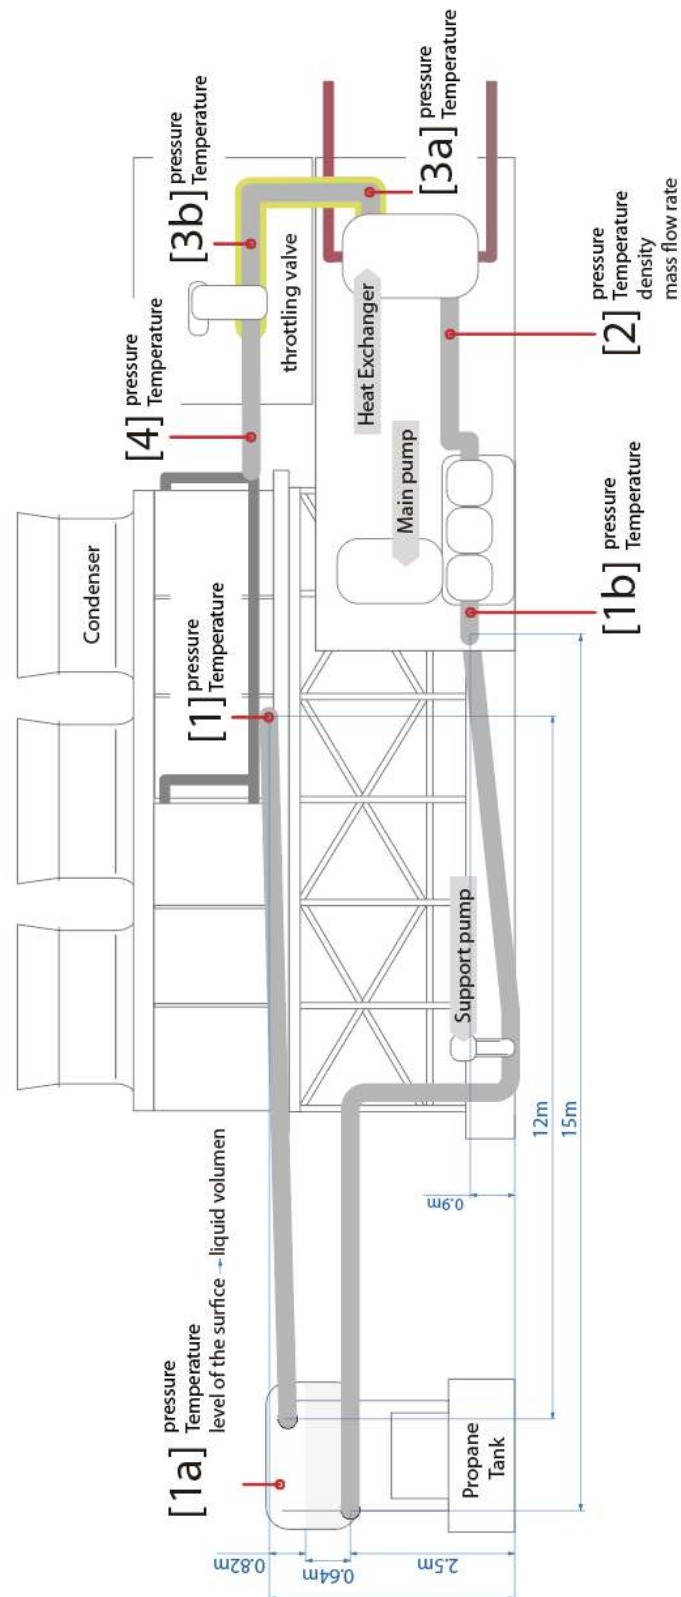 [1a] pressure
Temperature
level of the surfice → liquid volumen
[1] pressure
Temperature
[4] pressure
Temperature
[3b] pressure
Temperature
[3a] pressure
Temperature
[2] pressure
Temperature
density
mass flow rate
[1b] pressure
Temperature
Condenser
throttling valve
Heat Exchanger
Main pump
Support pump
Propane
Tank
0.82m
0.64m
2.5m
0.9m
12m
15m